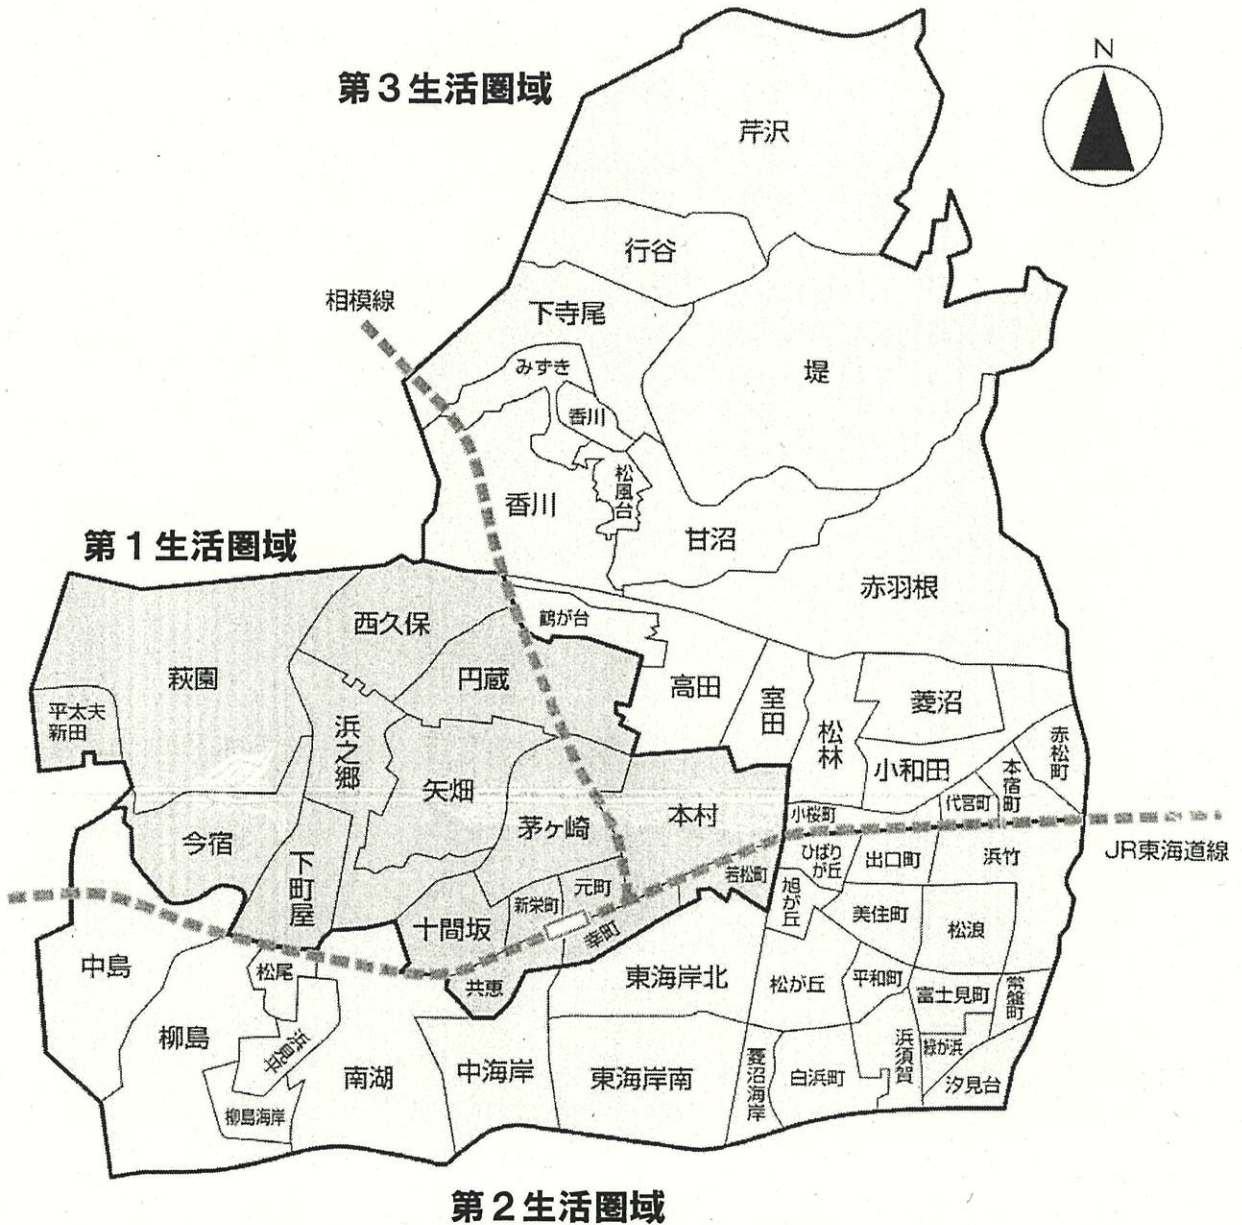 第3生活圏域
N
芹沢
行谷
相模線
下寺尾
堤
みずき
香川
松風台
香川
甘沼
第1生活圏域
赤羽根
西久保
鶴が台
萩園
円蔵
高田
室田
菱沼
平太夫
新田
浜之郷
松林
赤松町
小和田
本宿町
矢畑
代官町
茅ヶ崎
本村
小桜町
今宿
JR東海道線
下町屋
ひばり
が丘
出口町
浜竹
元町
若松町
旭が丘
新栄町
美住町
十間坂
幸町
松浪
中島
松尾
東海岸北
松が丘
平和町
共恵
富士見町
常盤町
柳島
浜見平
浜須賀
緑が浜
南湖
中海岸
東海岸南
菱沼海岸
白浜町
汐見台
柳島海岸
第2生活圏域